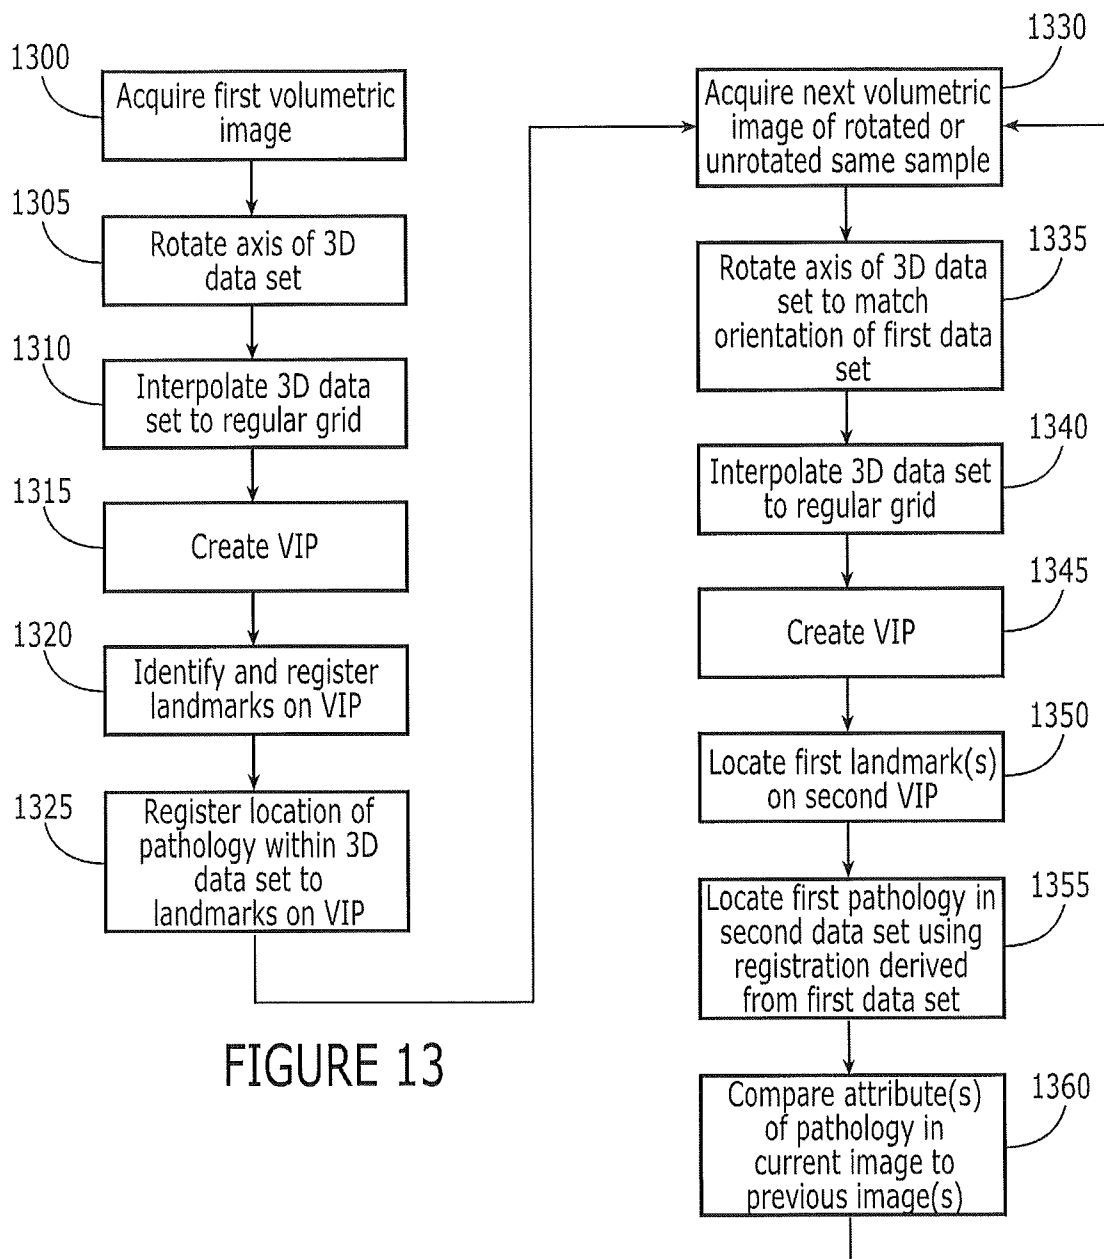 1300
Acquire first volumetric
image
1305
Rotate axis of 3D
data set
1310
Interpolate 3D data
set to regular grid
1315
Create VIP
1320
Identify and register
landmarks on VIP
1325
Register location of
pathology within 3D
data set to
landmarks on VIP
FIGURE 13
1330
Acquire next volumetric
image of rotated or
unrotated same sample
1335
Rotate axis of 3D data
set to match
orientation of first data
set
1340
Interpolate 3D data set
to regular grid
1345
Create VIP
1350
Locate first landmark(s)
on second VIP
1355
Locate first pathology in
second data set using
registration derived
from first data set
1360
Compare attribute(s)
of pathology in
current image to
previous image(s)